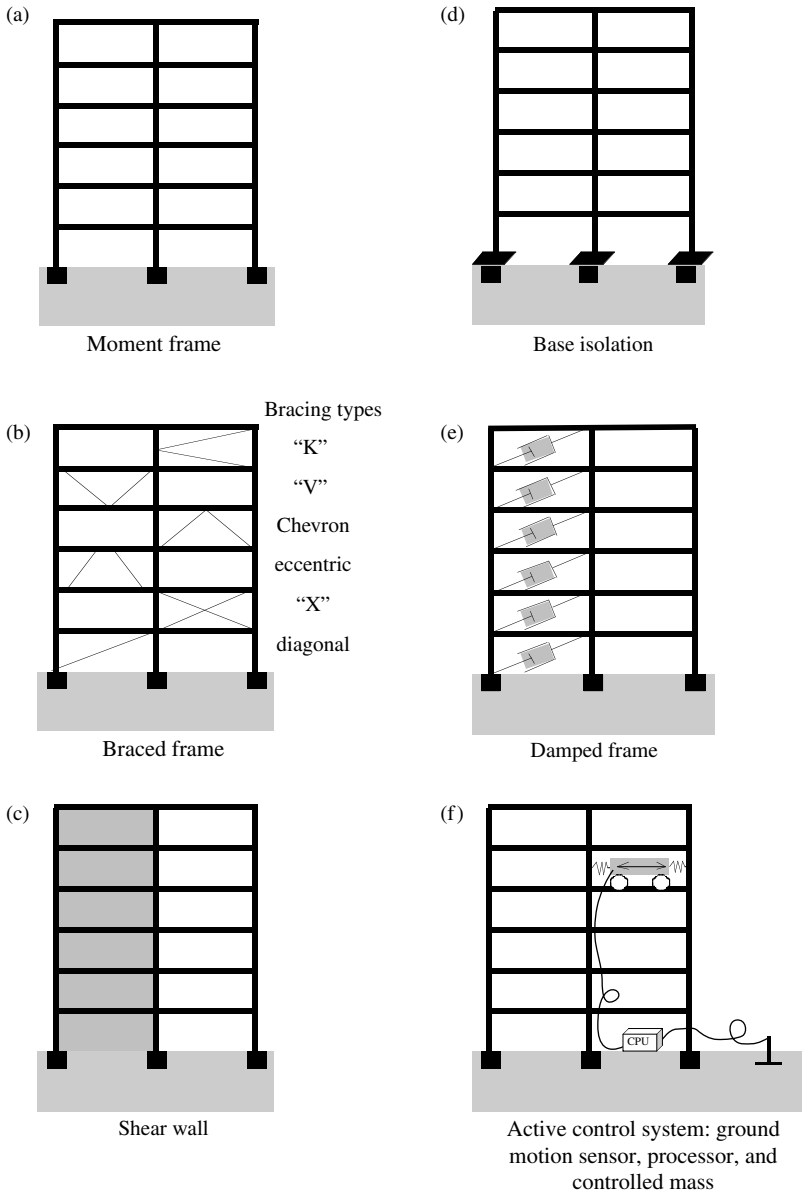 (a)
Moment frame
(b)
Bracing types
“K”
“V”
Chevron
eccentric
“X”
diagonal
Braced frame
(c)
Shear wall
(d)
Base isolation
(e)
Damped frame
(f)
CPU
Active control system: ground
motion sensor, processor, and
controlled mass